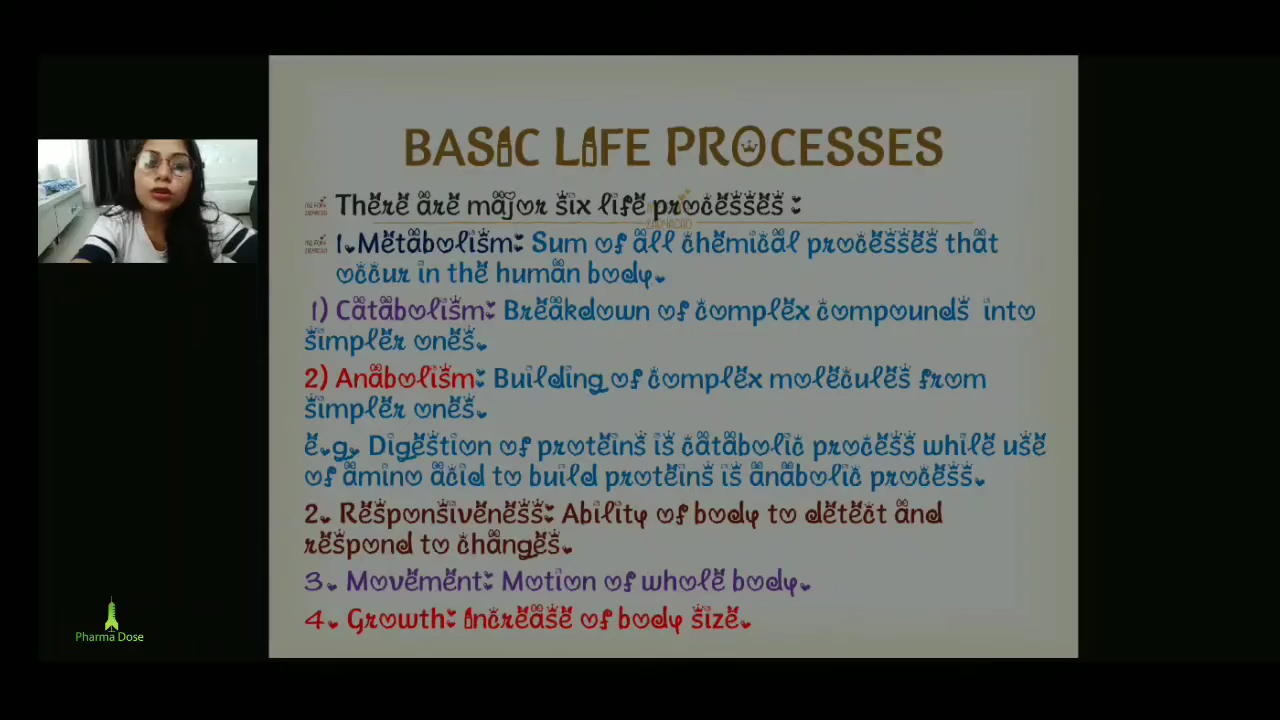 BASIC LIFE PROCESSES
There are major six life processes :
1.Metabolism: Sum of all chemical processes that
occur in the human body.
1) Catabolism: Breakdown of complex compounds into
simpler ones.
2) Anabolism: Building of complex molecules from
simpler ones.
e.g. Digestion of proteins is catabolic process while use
of amino acid to build proteins is anabolic process.
2. Responsiveness: Ability of body to detect and
respond to changes.
3. Movement: Motion of whole body.
4. Growth: Increase of body size.
Pharma Dose